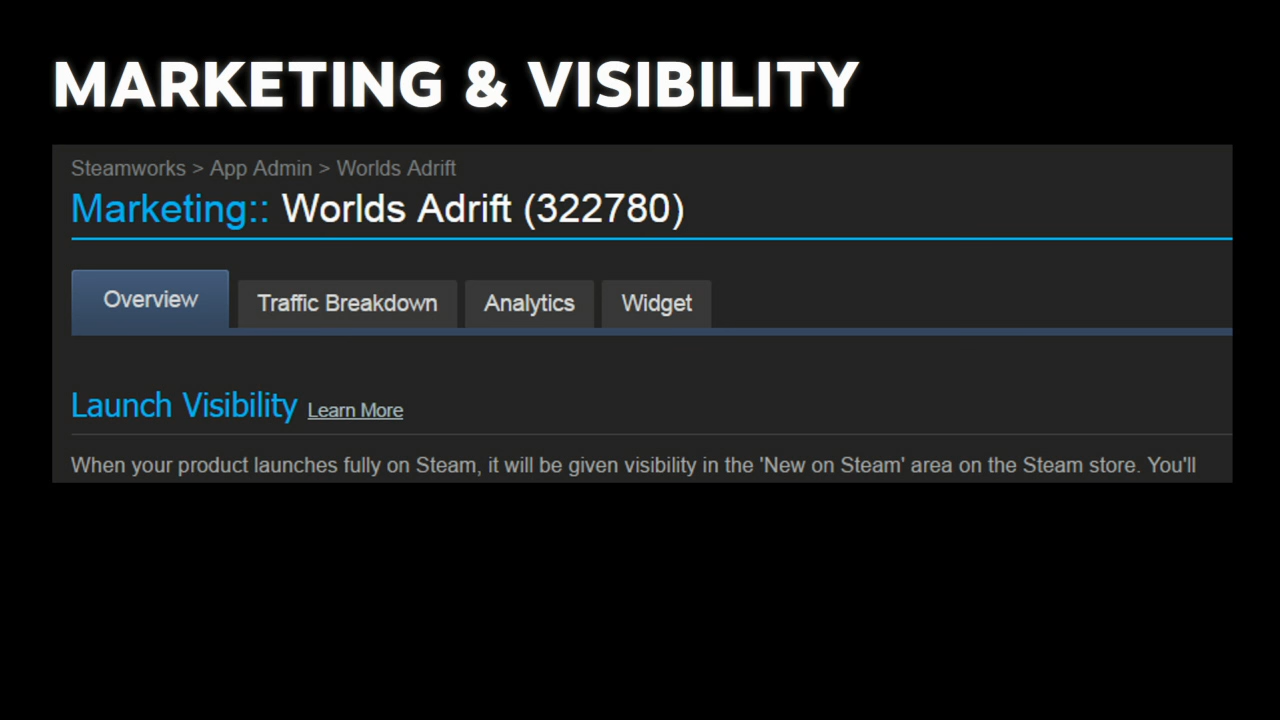 MARKETING & VISIBILITY
Steamworks > App Admin > Worlds Adrift
Marketing:: Worlds Adrift (322780)
Overview Traffic Breakdown Analytics Widget
Launch Visibility Learn More
When your product launches fully on Steam, it will be given visibility in the 'New on Steam' area on the Steam store. You'll